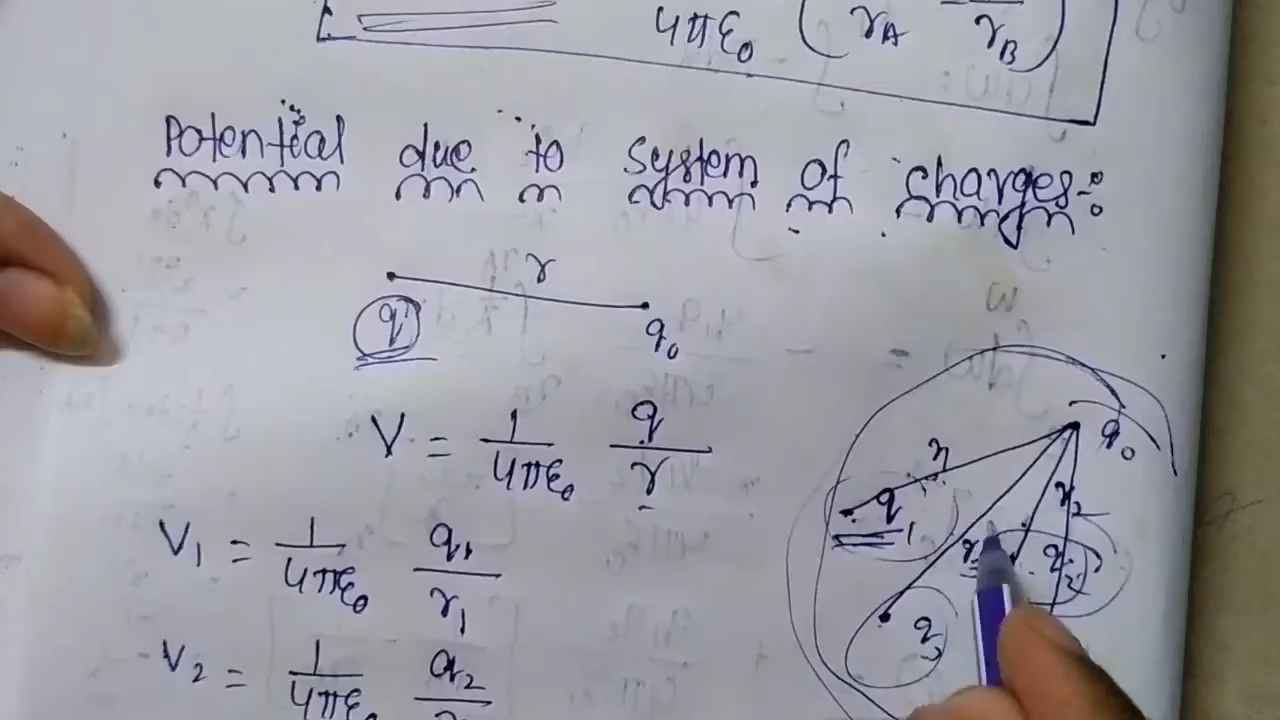 4πε₀ ( r_A r_B )
Potential due to system of charges:
r
q
q₀
V = 1/4πε₀ q/r
V₁ = 1/4πε₀ q₁/r₁
V₂ = 1/4πε₀ q₂
q₀
r₁
q₁
r₂
q₂
q₃